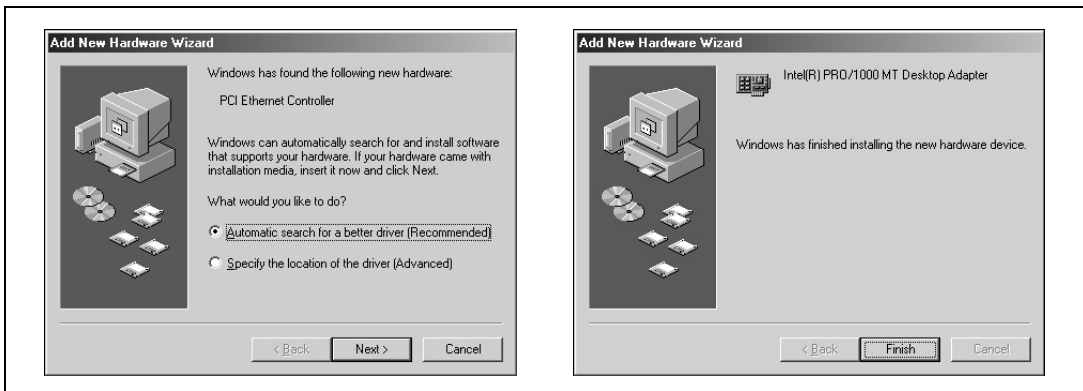 Add New Hardware Wizard
Windows has found the following new hardware:
PCI Ethernet Controller
Windows can automatically search for and install software
that supports your hardware. If your hardware came with
installation media, insert it now and click Next.
What would you like to do?
Automatic search for a better driver (Recommended)
Specify the location of the driver (Advanced)
< Back
Next >
Cancel
Add New Hardware Wizard
Intel(R) PRO/1000 MT Desktop Adapter
Windows has finished installing the new hardware device.
< Back
Finish
Cancel